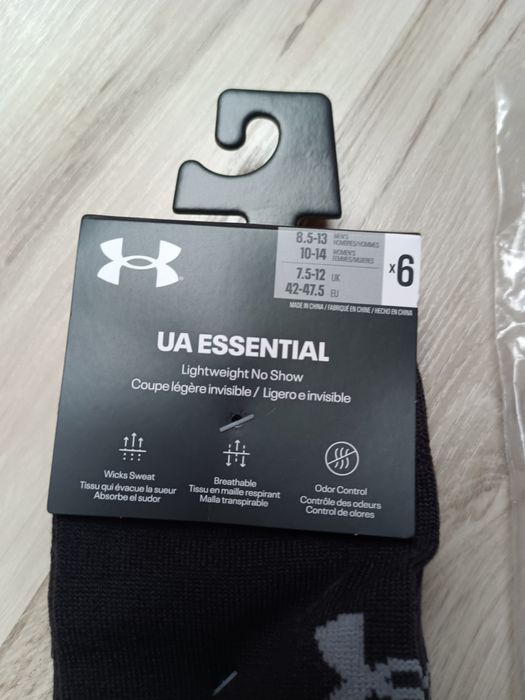 8.5-13 MEN'S
HOMBRES/HOMMES
10-14 WOMEN'S
FEMMES/MUJERES
7.5-12 UK
42-47.5 EU
x6
MADE IN CHINA / FABRIQUÉ EN CHINE / HECHO EN CHINA
UA ESSENTIAL
Lightweight No Show
Coupe légère invisible / Ligero e invisible
Wicks Sweat
Tissu qui évacue la sueur
Absorbe el sudor
Breathable
Tissu en maille respirant
Malla transpirable
Odor Control
Contrôle des odeurs
Control de olores